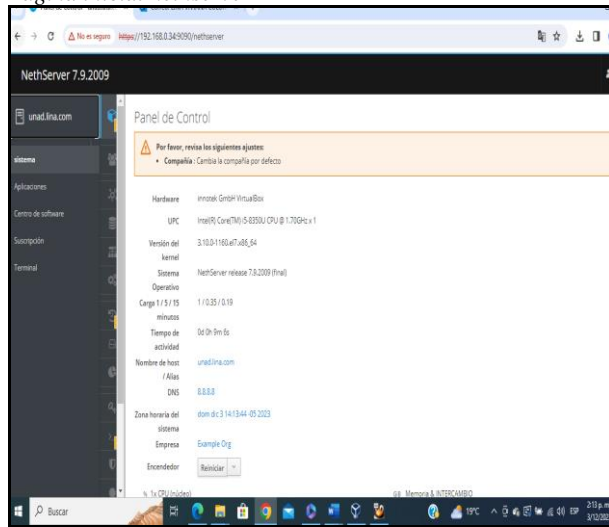 No es seguro https://192.168.0.34:9090/nethserver
NethServer 7.9.2009
unad.lina.com
Panel de Control
Por favor, revise los siguientes ajustes:
• Compañía : Cambia la compañía por defecto
sistema
Aplicaciones
Centro de software
Suscripción
Terminal
Hardware innotek GmbH VirtualBox
UPC Intel(R) Core(TM) i5-8350U CPU @ 1.70GHz x 1
Versión del kernel 3.10.0-1160.el7.x86_64
Sistema Operativo NethServer release 7.9.2009 (final)
Carga 1 / 5 / 15 minutos 1 / 0.35 / 0.19
Tiempo de actividad 0d 0h 9m 6s
Nombre de host / Alias unad.lina.com
DNS 8.8.8.8
Zona horaria del sistema dom dic 3 14:13:44 -05 2023
Empresa Example Org
Encendedor Reiniciar
1x CPU (núcleo) Memoria & INTERCAMBIO
Buscar 19°C ESP 2:13 p. m.